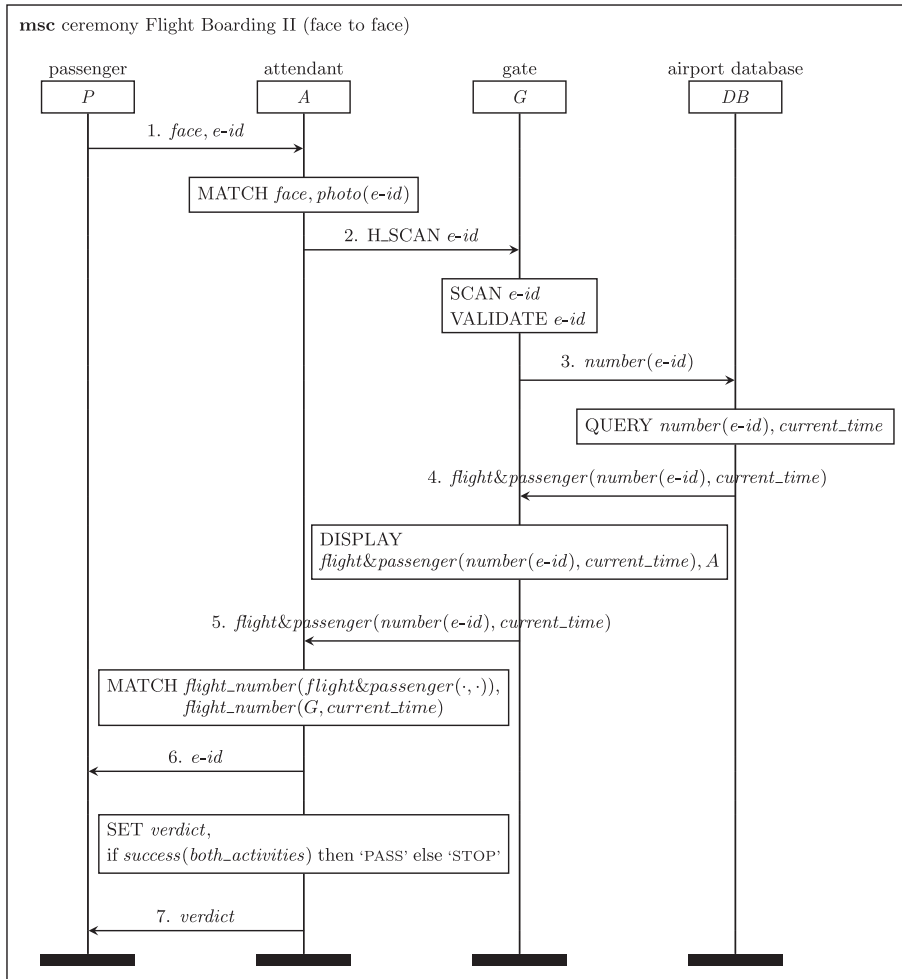 msc ceremony Flight Boarding II (face to face)
passenger attendant gate airport database
P A G DB
1. face, e-id
MATCH face, photo(e-id)
2. H_SCAN e-id
SCAN e-id
VALIDATE e-id
3. number(e-id)
QUERY number(e-id), current_time
4. flight&passenger(number(e-id), current_time)
DISPLAY
flight&passenger(number(e-id), current_time), A
5. flight&passenger(number(e-id), current_time)
MATCH flight_number(flight&passenger(·, ·)),
flight_number(G, current_time)
6. e-id
SET verdict,
if success(both_activities) then ‘PASS’ else ‘STOP’
7. verdict